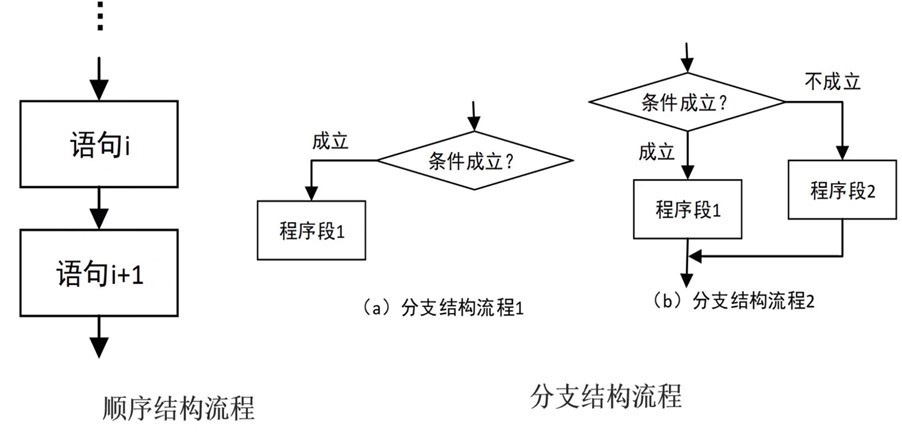 语句i
语句i+1
顺序结构流程
成立
条件成立？
程序段1
（a）分支结构流程1
条件成立？
不成立
成立
程序段1
程序段2
（b）分支结构流程2
分支结构流程